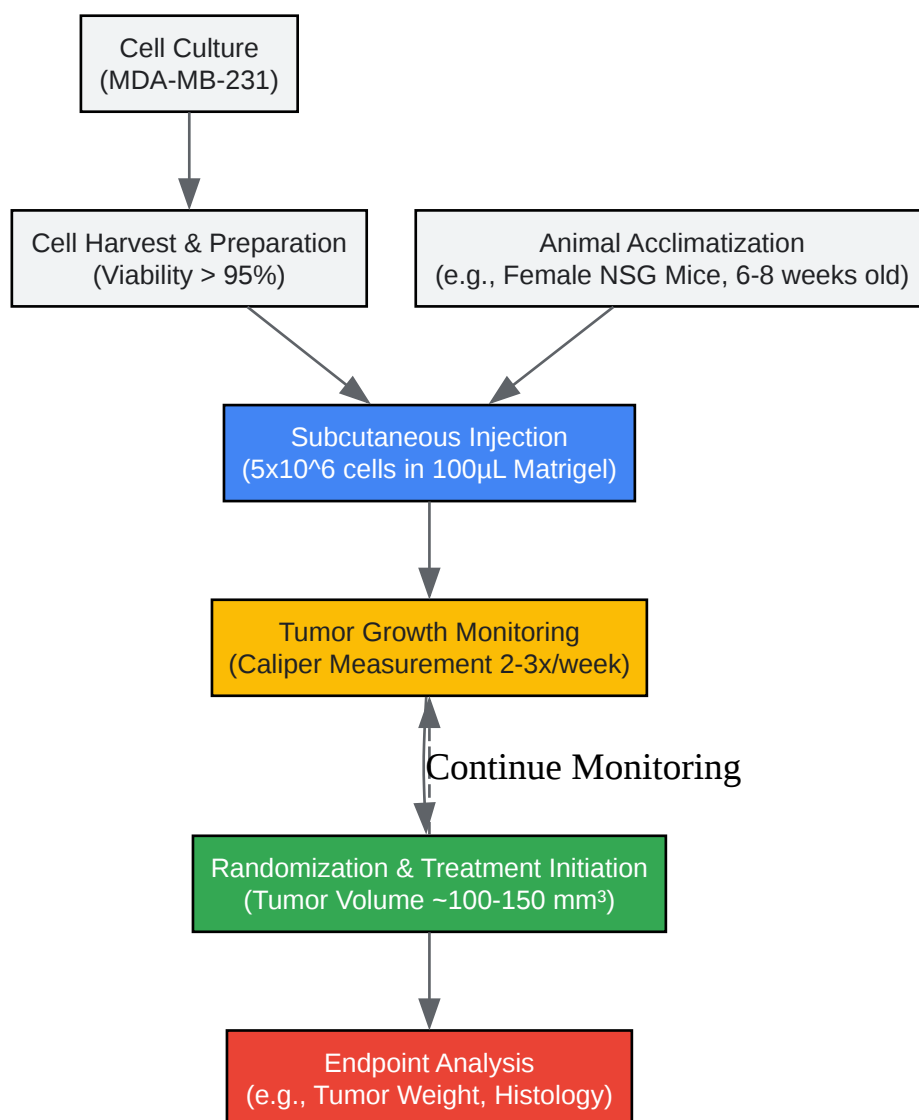 Cell Culture
(MDA-MB-231)
Cell Harvest & Preparation
(Viability > 95%)
Animal Acclimatization
(e.g., Female NSG Mice, 6-8 weeks old)
Subcutaneous Injection
(5x10^6 cells in 100µL Matrigel)
Tumor Growth Monitoring
(Caliper Measurement 2-3x/week)
Continue Monitoring
Randomization & Treatment Initiation
(Tumor Volume ~100-150 mm³)
Endpoint Analysis
(e.g., Tumor Weight, Histology)